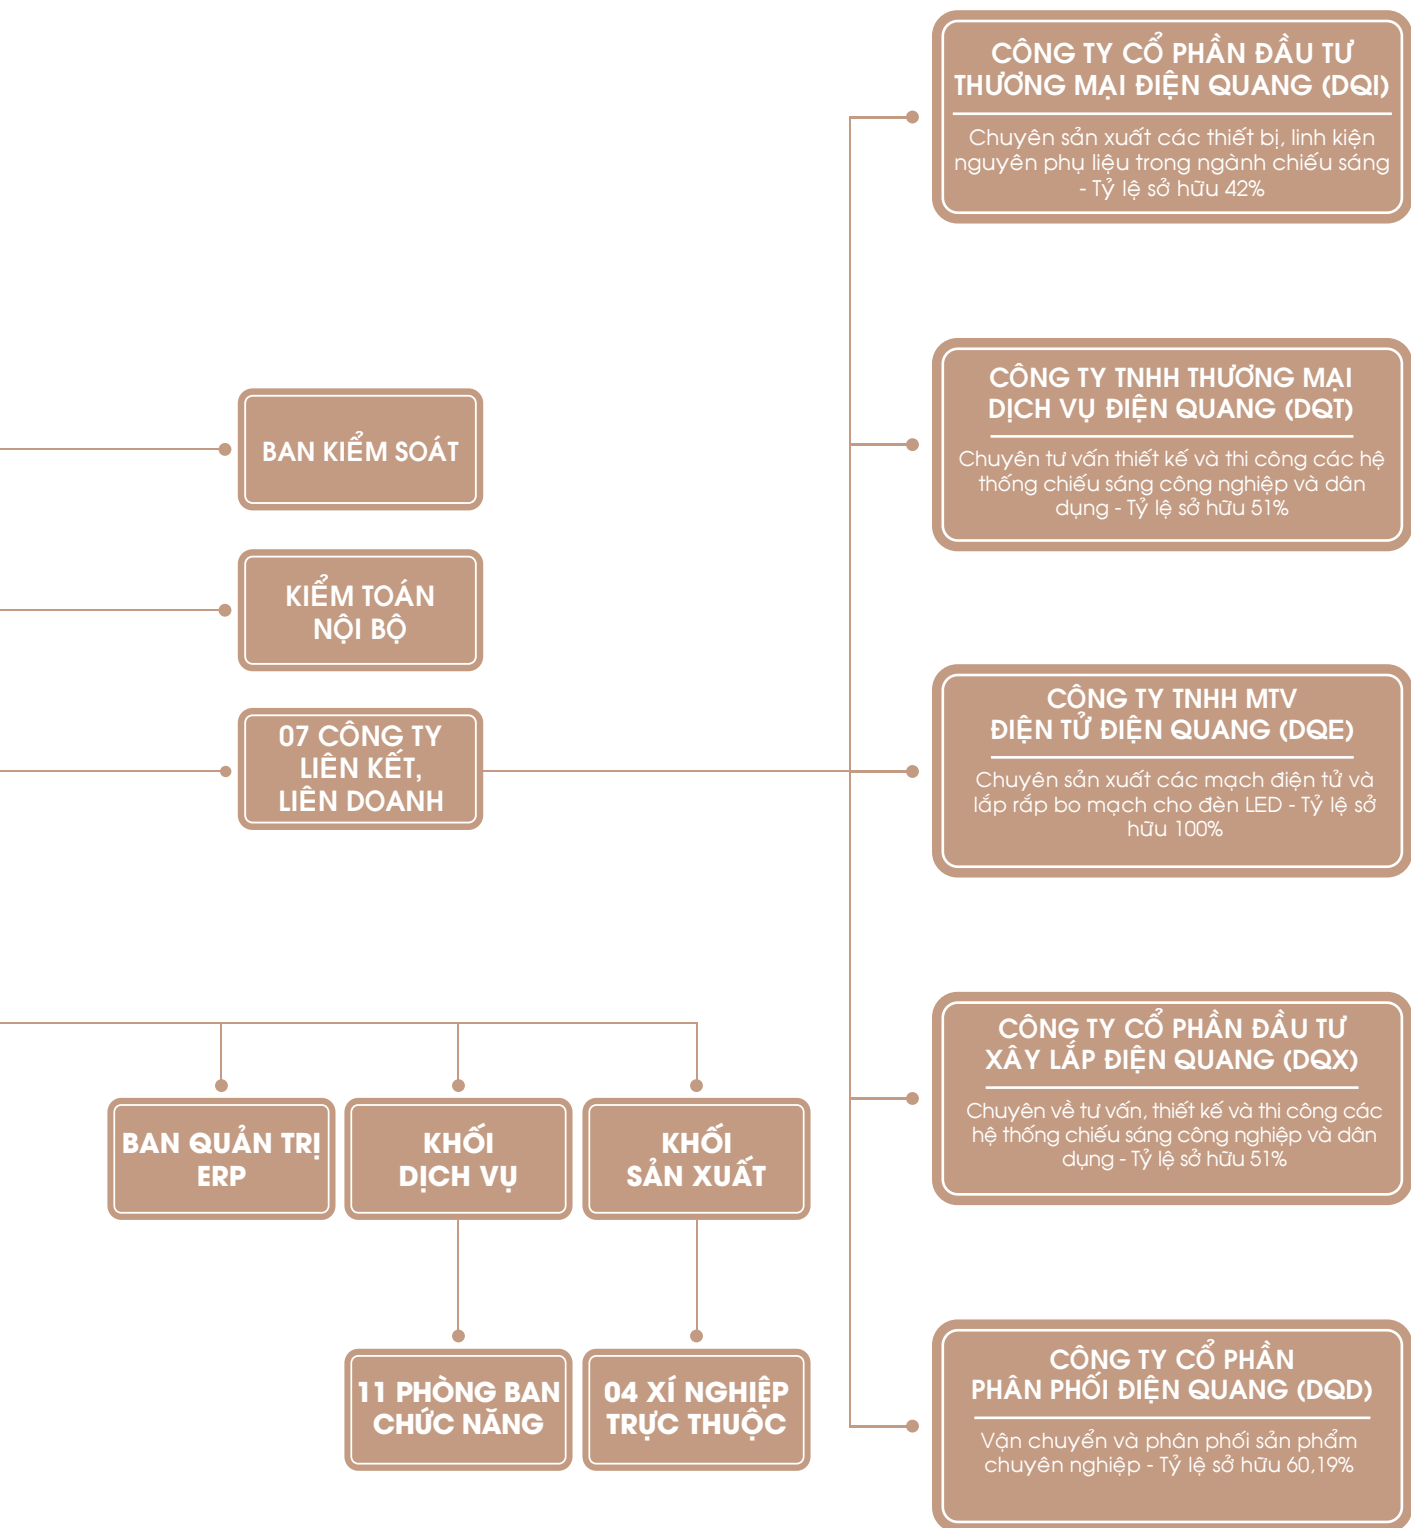 CÔNG TY CỔ PHẦN ĐẦU TƯ
THƯƠNG MẠI ĐIỆN QUANG (DQI)
Chuyên sản xuất các thiết bị, linh kiện
nguyên phụ liệu trong ngành chiếu sáng
- Tỷ lệ sở hữu 42%
CÔNG TY TNHH THƯƠNG MẠI
DỊCH VỤ ĐIỆN QUANG (DQT)
Chuyên tư vấn thiết kế và thi công các hệ
thống chiếu sáng công nghiệp và dân
dụng - Tỷ lệ sở hữu 51%
BAN KIỂM SOÁT
KIỂM TOÁN
NỘI BỘ
07 CÔNG TY
LIÊN KẾT,
LIÊN DOANH
CÔNG TY TNHH MTV
ĐIỆN TỬ ĐIỆN QUANG (DQE)
Chuyên sản xuất các mạch điện tử và
lắp rắp bo mạch cho đèn LED - Tỷ lệ sở
hữu 100%
CÔNG TY CỔ PHẦN ĐẦU TƯ
XÂY LẮP ĐIỆN QUANG (DQX)
Chuyên về tư vấn, thiết kế và thi công các
hệ thống chiếu sáng công nghiệp và dân
dụng - Tỷ lệ sở hữu 51%
BAN QUẢN TRỊ
ERP
KHỐI
DỊCH VỤ
KHỐI
SẢN XUẤT
11 PHÒNG BAN
CHỨC NĂNG
04 XÍ NGHIỆP
TRỰC THUỘC
CÔNG TY CỔ PHẦN
PHÂN PHỐI ĐIỆN QUANG (DQD)
Vận chuyển và phân phối sản phẩm
chuyên nghiệp - Tỷ lệ sở hữu 60,19%